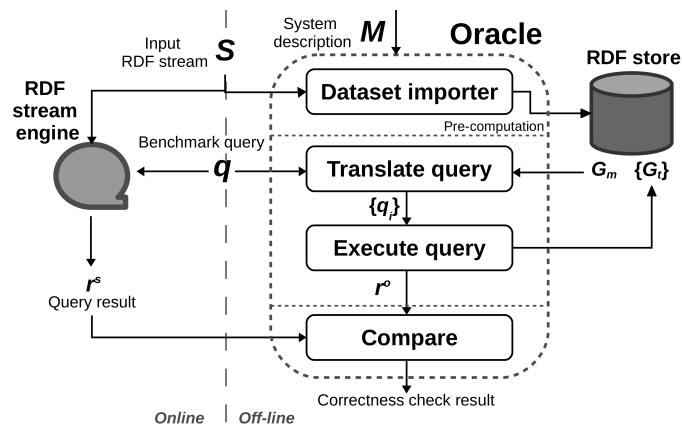 System
description M
Oracle
Input
RDF stream S
RDF store
RDF
stream
engine
Dataset importer
Pre-computation
Benchmark query
q
Translate query
Gm {Gt}
{qi}
Execute query
rs
Query result
ro
Compare
Correctness check result
Online
Off-line